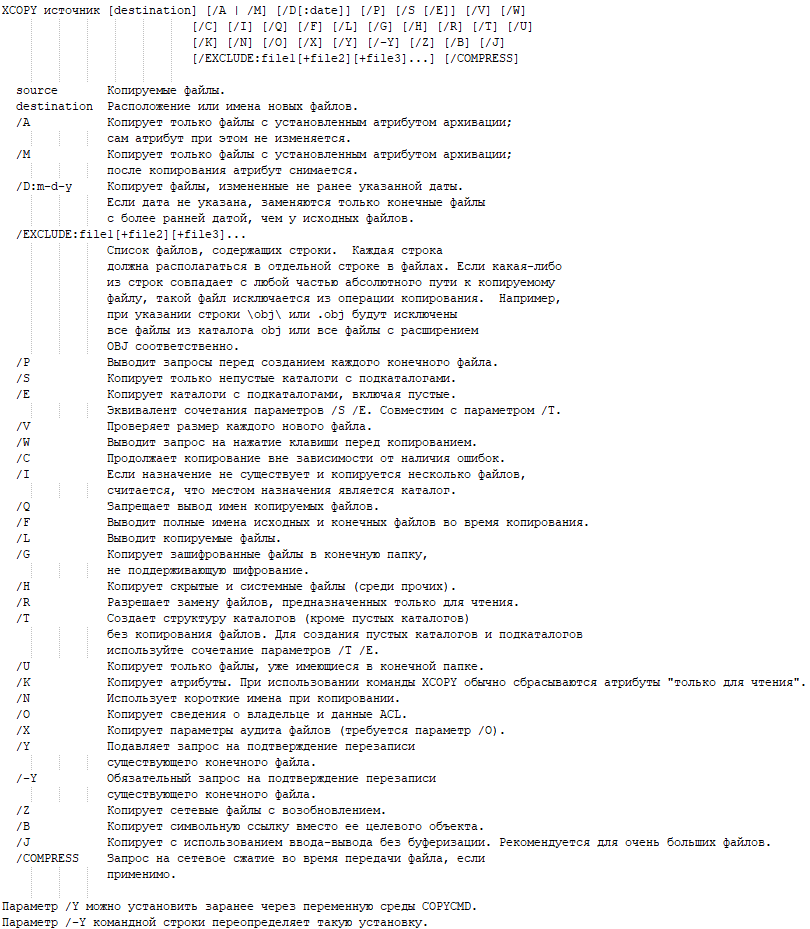 XCOPY источник [destination] [/A | /M] [/D[:date]] [/P] [/S [/E]] [/V] [/W]
                           [/C] [/I] [/Q] [/F] [/L] [/G] [/H] [/R] [/T] [/U]
                           [/K] [/N] [/O] [/X] [/Y] [/-Y] [/Z] [/B] [/J]
                           [/EXCLUDE:file1[+file2][+file3]...] [/COMPRESS]

  source       Копируемые файлы.
  destination  Расположение или имена новых файлов.
  /A           Копирует только файлы с установленным атрибутом архивации;
               сам атрибут при этом не изменяется.
  /M           Копирует только файлы с установленным атрибутом архивации;
               после копирования атрибут снимается.
  /D:m-d-y     Копирует файлы, измененные не ранее указанной даты.
               Если дата не указана, заменяются только конечные файлы
               с более ранней датой, чем у исходных файлов.
  /EXCLUDE:file1[+file2][+file3]...
               Список файлов, содержащих строки.  Каждая строка
               должна располагаться в отдельной строке в файлах. Если какая-либо
               из строк совпадает с любой частью абсолютного пути к копируемому
               файлу, такой файл исключается из операции копирования.  Например,
               при указании строки \obj\ или .obj будут исключены
               все файлы из каталога obj или все файлы с расширением
               OBJ соответственно.
  /P           Выводит запросы перед созданием каждого конечного файла.
  /S           Копирует только непустые каталоги с подкаталогами.
  /E           Копирует каталоги с подкаталогами, включая пустые.
               Эквивалент сочетания параметров /S /E. Совместим с параметром /T.
  /V           Проверяет размер каждого нового файла.
  /W           Выводит запрос на нажатие клавиши перед копированием.
  /C           Продолжает копирование вне зависимости от наличия ошибок.
  /I           Если назначение не существует и копируется несколько файлов,
               считается, что местом назначения является каталог.
  /Q           Запрещает вывод имен копируемых файлов.
  /F           Выводит полные имена исходных и конечных файлов во время копирования.
  /L           Выводит копируемые файлы.
  /G           Копирует зашифрованные файлы в конечную папку,
               не поддерживающую шифрование.
  /H           Копирует скрытые и системные файлы (среди прочих).
  /R           Разрешает замену файлов, предназначенных только для чтения.
  /T           Создает структуру каталогов (кроме пустых каталогов)
               без копирования файлов. Для создания пустых каталогов и подкаталогов
               используйте сочетание параметров /T /E.
  /U           Копирует только файлы, уже имеющиеся в конечной папке.
  /K           Копирует атрибуты. При использовании команды XCOPY обычно сбрасываются атрибуты "только для чтения".
  /N           Использует короткие имена при копировании.
  /O           Копирует сведения о владельце и данные ACL.
  /X           Копирует параметры аудита файлов (требуется параметр /O).
  /Y           Подавляет запрос на подтверждение перезаписи
               существующего конечного файла.
  /-Y          Обязательный запрос на подтверждение перезаписи
               существующего конечного файла.
  /Z           Копирует сетевые файлы с возобновлением.
  /B           Копирует символьную ссылку вместо ее целевого объекта.
  /J           Копирует с использованием ввода-вывода без буферизации. Рекомендуется для очень больших файлов.
  /COMPRESS    Запрос на сетевое сжатие во время передачи файла, если
               применимо.

Параметр /Y можно установить заранее через переменную среды COPYCMD.
Параметр /-Y командной строки переопределяет такую установку.